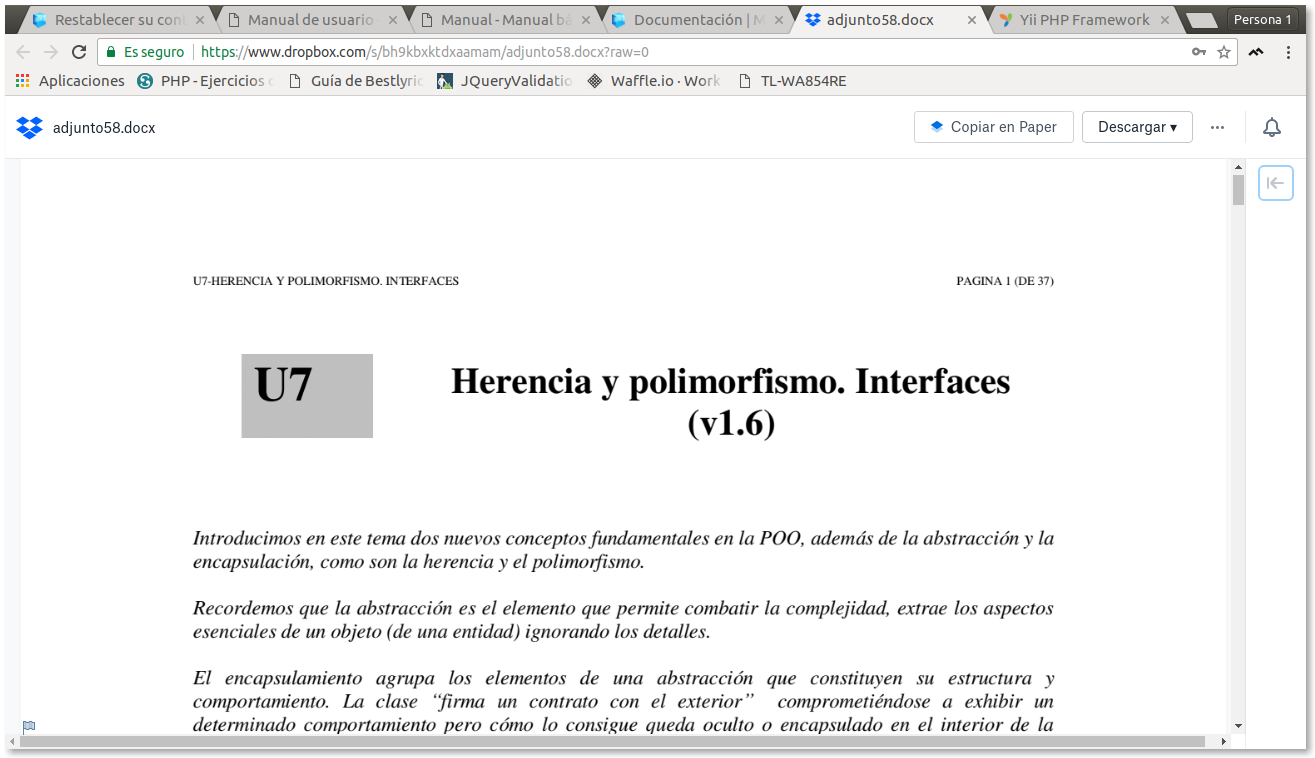 Restablecer su con
Manual de usuario
Manual - Manual bá
Documentación | M
adjunto58.docx
Yii PHP Framework
Persona 1
Es seguro
https://www.dropbox.com/s/bh9kbxktdxaamam/adjunto58.docx?raw=0
Aplicaciones
PHP - Ejercicios
Guía de Bestlyric
JQueryValidatio
Waffle.io · Work
TL-WA854RE
adjunto58.docx
Copiar en Paper
Descargar ▾
U7-HERENCIA Y POLIMORFISMO. INTERFACES
PAGINA 1 (DE 37)
U7
Herencia y polimorfismo. Interfaces
(v1.6)
Introducimos en este tema dos nuevos conceptos fundamentales en la POO, además de la abstracción y la
encapsulación, como son la herencia y el polimorfismo.
Recordemos que la abstracción es el elemento que permite combatir la complejidad, extrae los aspectos
esenciales de un objeto (de una entidad) ignorando los detalles.
El encapsulamiento agrupa los elementos de una abstracción que constituyen su estructura y
comportamiento. La clase “firma un contrato con el exterior” comprometiéndose a exhibir un
determinado comportamiento pero cómo lo consigue queda oculto o encapsulado en el interior de la